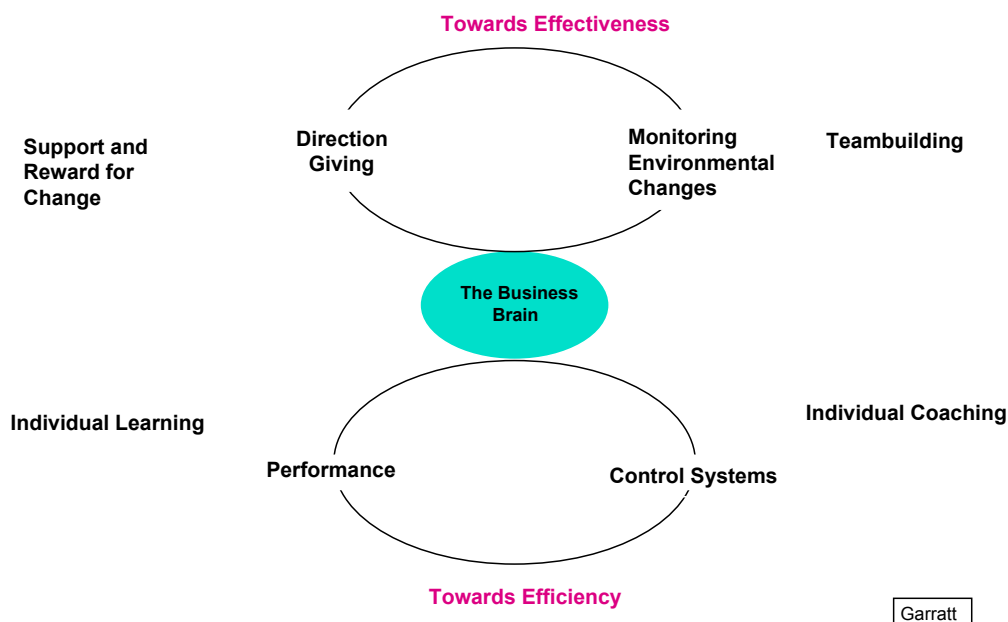 Towards Effectiveness
Support and
Reward for
Change
Direction
Giving
Monitoring
Environmental
Changes
Teambuilding
The Business
Brain
Individual Learning
Individual Coaching
Performance
Control Systems
Towards Efficiency
Garratt